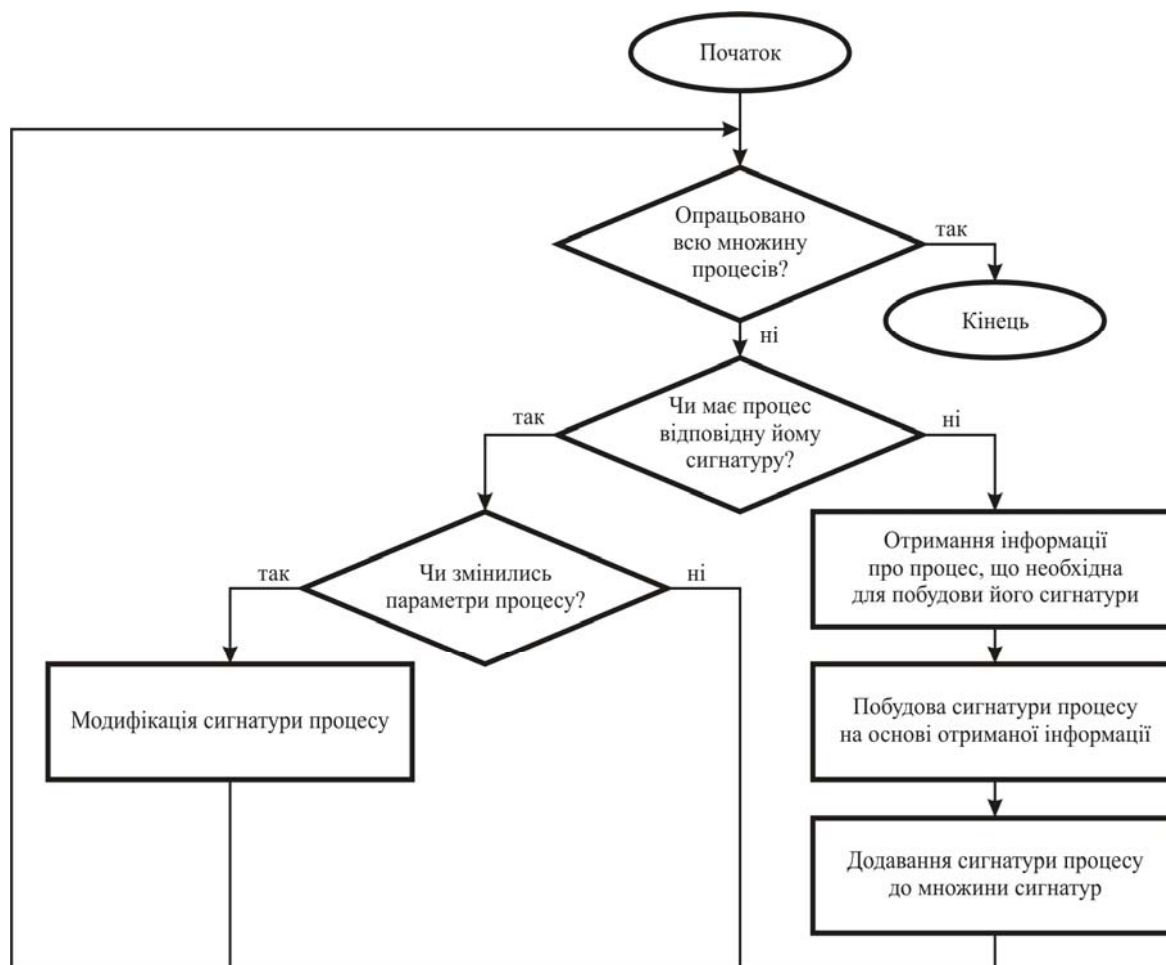 Початок
Опрацьовано
всю множину
процесів?
так
Кінець
ні
Чи має процес
відповідну йому
сигнатуру?
так
ні
Чи змінились
параметри процесу?
так
ні
Отримання інформації
про процес, що необхідна
для побудови його сигнатури
Модифікація сигнатури процесу
Побудова сигнатури процесу
на основі отриманої інформації
Додавання сигнатури процесу
до множини сигнатур